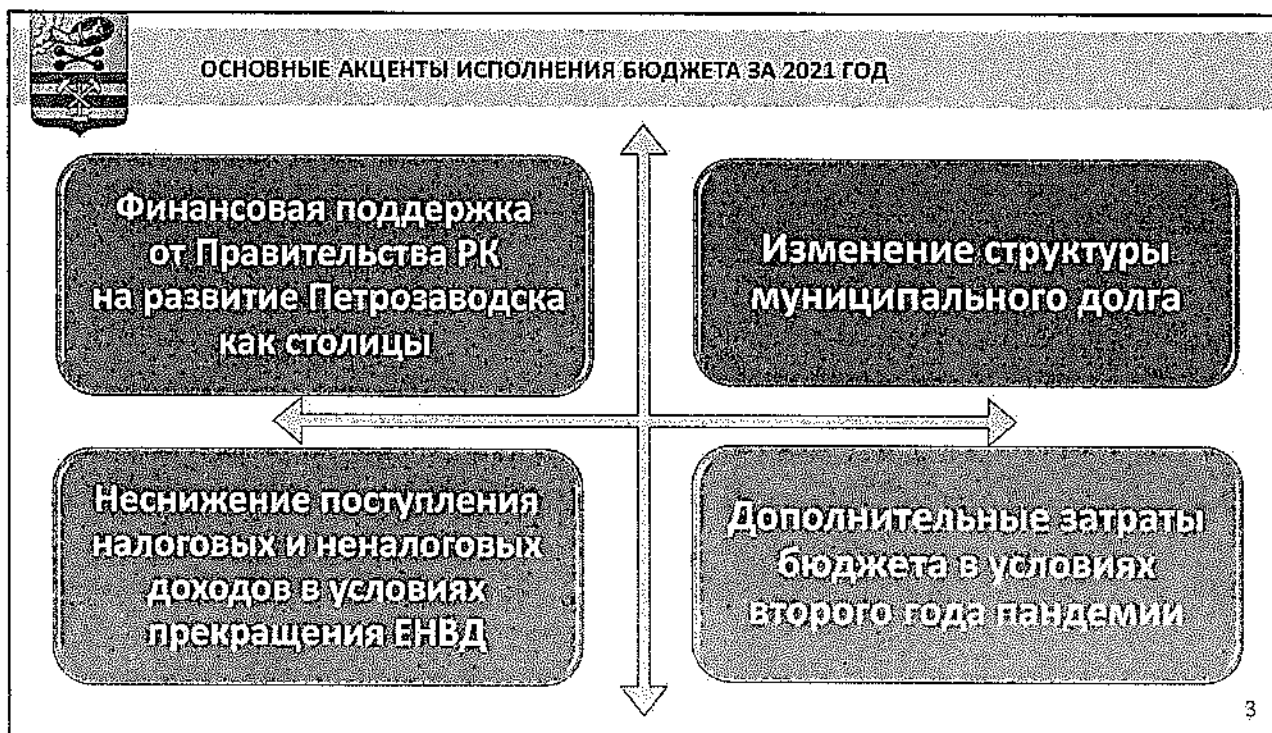 ОСНОВНЫЕ АКЦЕНТЫ ИСПОЛНЕНИЯ БЮДЖЕТА ЗА 2021 ГОД
Финансовая поддержка
от Правительства РК
на развитие Петрозаводска
как столицы
Изменение структуры
муниципального долга
Неснижение поступления
налоговых и неналоговых
доходов в условиях
прекращения ЕНВД
Дополнительные затраты
бюджета в условиях
второго года пандемии
3